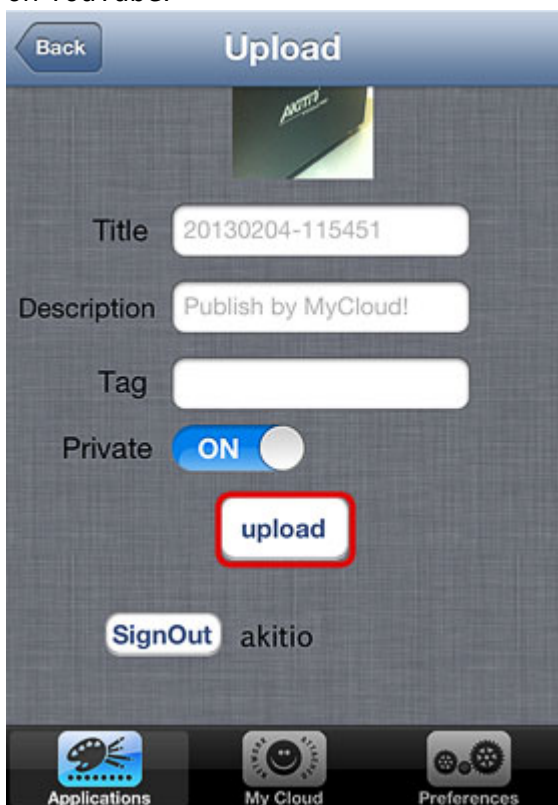 on YouTube.
Back
Upload
AKiTiO
Title
20130204-115451
Description
Publish by MyCloud!
Tag
Private
ON
upload
SignOut
akitio
Applications
My Cloud
Preferences